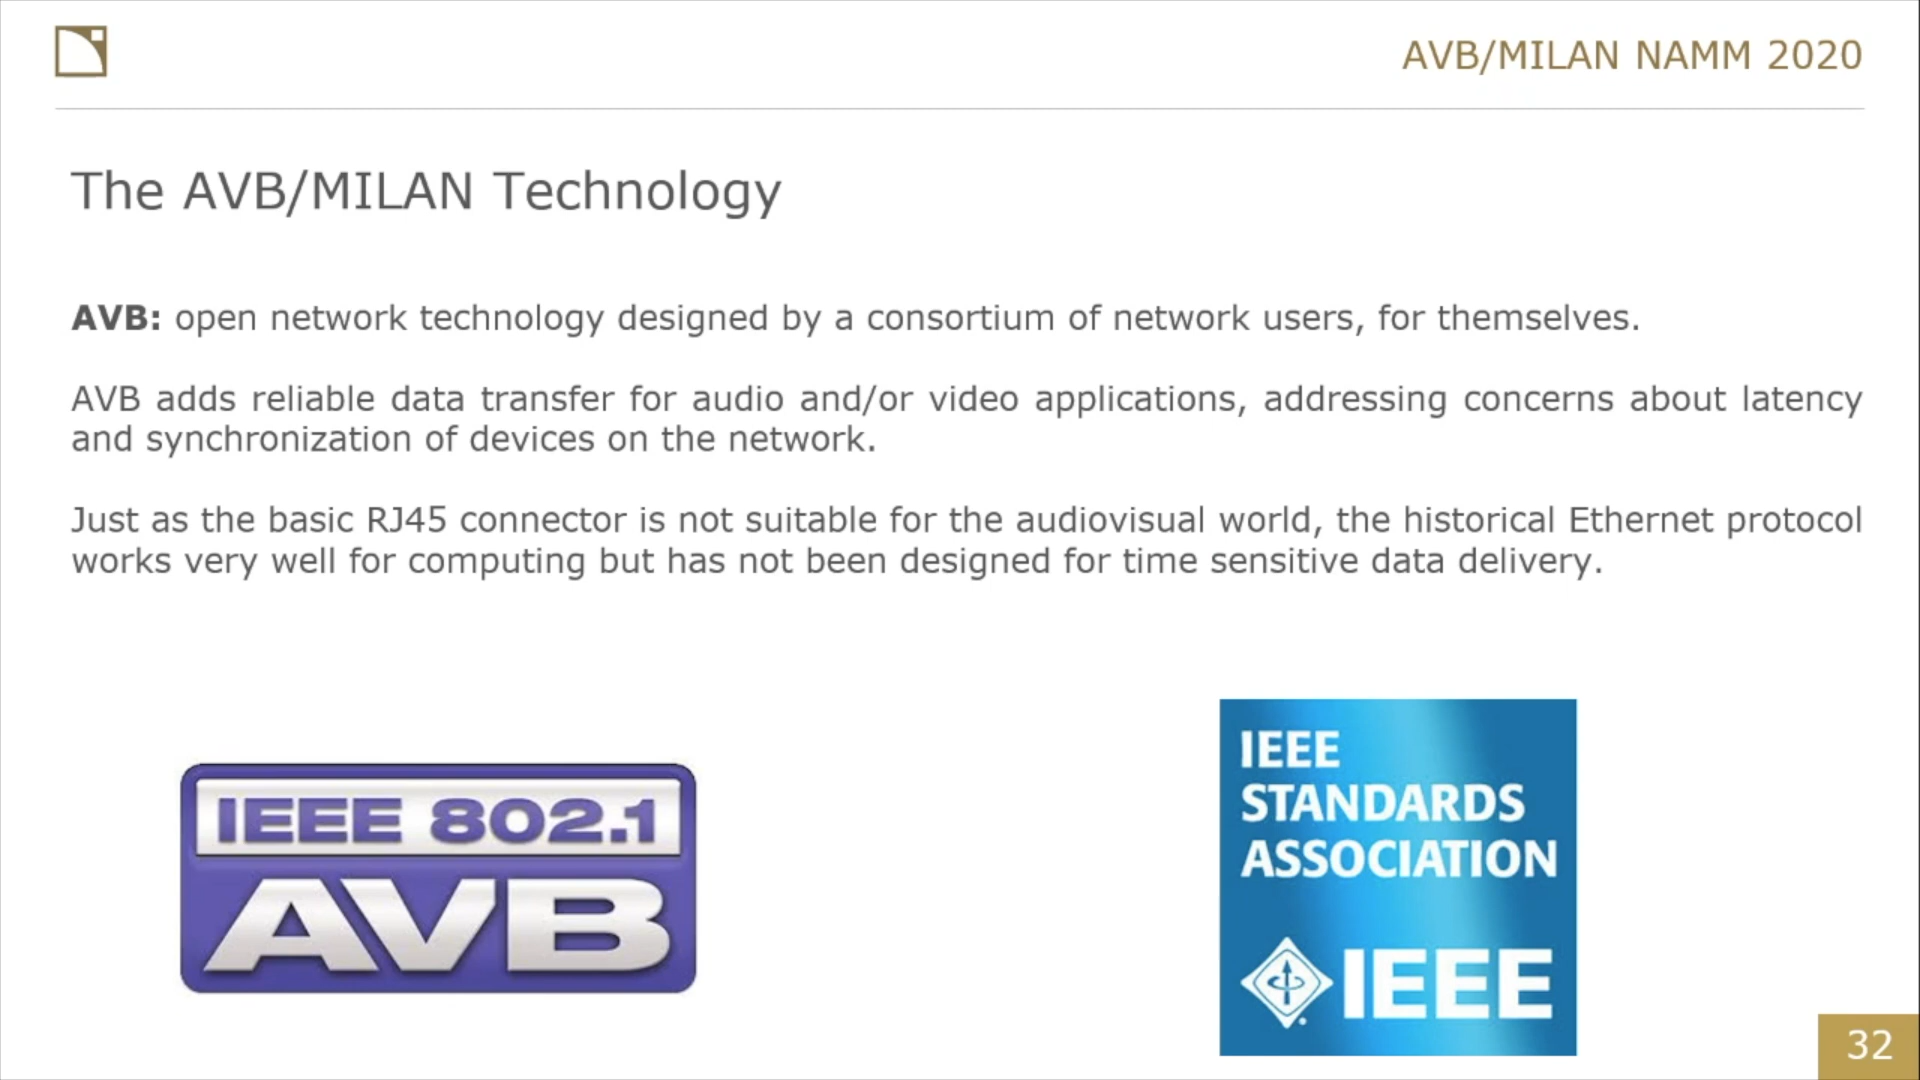 AVB/MILAN NAMM 2020
The AVB/MILAN Technology
AVB: open network technology designed by a consortium of network users, for themselves.
AVB adds reliable data transfer for audio and/or video applications, addressing concerns about latency
and synchronization of devices on the network.
Just as the basic RJ45 connector is not suitable for the audiovisual world, the historical Ethernet protocol
works very well for computing but has not been designed for time sensitive data delivery.
IEEE 802.1
AVB
IEEE
STANDARDS
ASSOCIATION
IEEE
32